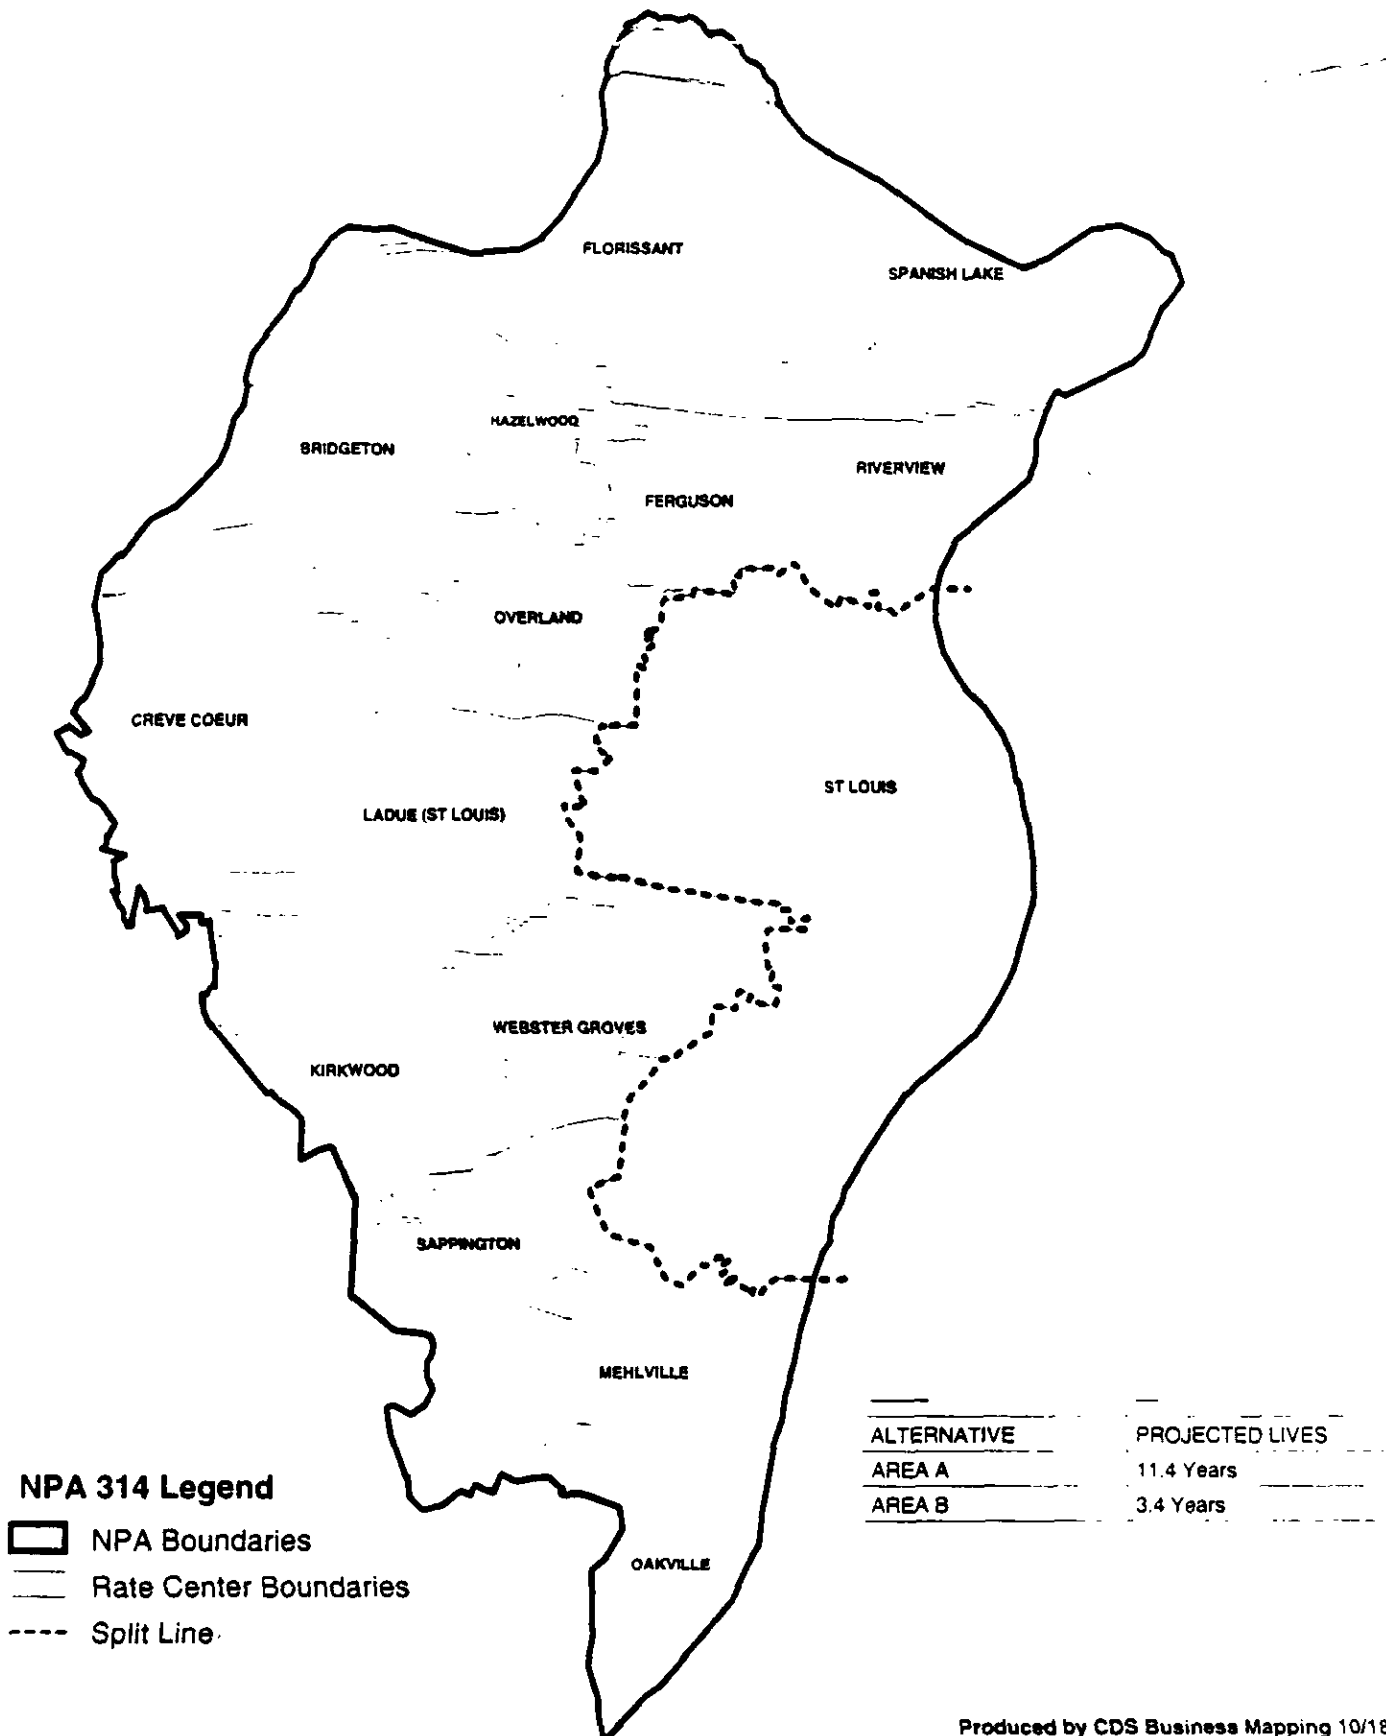 FLORISSANT
SPANISH LAKE
HAZELWOOD
BRIDGETON
RIVERVIEW
FERGUSON
OVERLAND
CREVE COEUR
ST LOUIS
LADUE (ST LOUIS)
WEBSTER GROVES
KIRKWOOD
SAPPINGTON
MEHLVILLE
OAKVILLE
ALTERNATIVE PROJECTED LIVES
AREA A 11.4 Years
AREA B 3.4 Years
NPA 314 Legend
NPA Boundaries
Rate Center Boundaries
Split Line
Produced by CDS Business Mapping 10/18